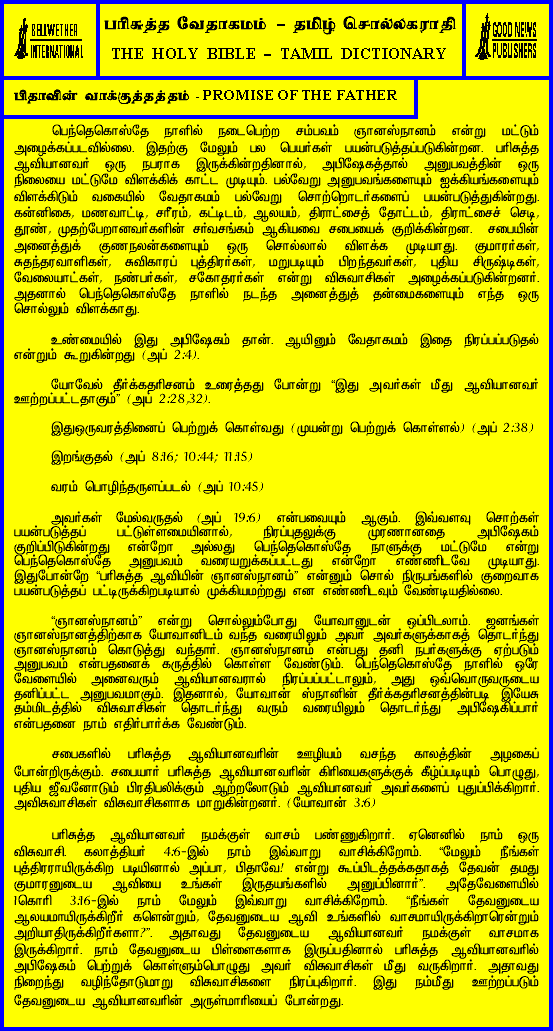 BELLWETHER
INTERNATIONAL
பரிசுத்த வேதாகமம் – தமிழ் சொல்லகராதி
THE HOLY BIBLE – TAMIL DICTIONARY
GOOD NEWS
PUBLISHERS
பிதாவின் வாக்குத்தத்தம் - PROMISE OF THE FATHER
பெந்தெகொஸ்தே நாளில் நடைபெற்ற சம்பவம் ஞானஸ்நானம் என்று மட்டும்
அழைக்கப்படவில்லை. இதற்கு மேலும் பல பெயர்கள் பயன்படுத்தப்படுகின்றன. பரிசுத்த
ஆவியானவர் ஒரு நபராக இருக்கின்றதினால், அபிஷேகத்தால் அனுபவத்தின் ஒரு
நிலையை மட்டுமே விளக்கிக் காட்ட முடியும். பல்வேறு அனுபவங்களையும் ஐக்கியங்களையும்
விளக்கிடும் வகையில் வேதாகமம் பல்வேறு சொற்றொடர்களைப் பயன்படுத்துகின்றது.
கன்னிகை, மணவாட்டி, சரீரம், கட்டிடம், ஆலயம், திராட்சைத் தோட்டம், திராட்சைச் செடி,
தூண், முதற்பேறானவர்களின் சர்வசங்கம் ஆகியவை சபையைக் குறிக்கின்றன. சபையின்
அனைத்துக் குணநலன்களையும் ஒரு சொல்லால் விளக்க முடியாது. குமாரர்கள்,
சுதந்தரவாளிகள், சுவிகாரப் புத்திரர்கள், மறுபடியும் பிறந்தவர்கள், புதிய சிருஷ்டிகள்,
வேலையாட்கள், நண்பர்கள், சகோதரர்கள் என்று விசுவாசிகள் அழைக்கப்படுகின்றனர்.
அதனால் பெந்தெகொஸ்தே நாளில் நடந்த அனைத்துத் தன்மைகளையும் எந்த ஒரு
சொல்லும் விளக்காது.
உண்மையில் இது அபிஷேகம் தான். ஆயினும் வேதாகமம் இதை நிரப்பப்படுதல்
என்றும் கூறுகின்றது (அப் 2:4).
யோவேல் தீர்க்கதரிசனம் உரைத்தது போன்று “இது அவர்கள் மீது ஆவியானவர்
ஊற்றப்பட்டதாகும்” (அப் 2:28,32).
இதுஒருவரத்தினைப் பெற்றுக் கொள்வது (முயன்று பெற்றுக் கொள்ளல்) (அப் 2:38)
இறங்குதல் (அப் 8:16; 10:44; 11:15)
வரம் பொழிந்தருளப்படல் (அப் 10:45)
அவர்கள் மேல்வருதல் (அப் 19:6) என்பவையும் ஆகும். இவ்வளவு சொற்கள்
பயன்படுத்தப் பட்டுள்ளமையினால், நிரப்புதலுக்கு முரணானதை அபிஷேகம்
குறிப்பிடுகின்றது என்றோ அல்லது பெந்தெகொஸ்தே நாளுக்கு மட்டுமே என்று
பெந்தெகொஸ்தே அனுபவம் வரையறுக்கப்பட்டது என்றோ எண்ணிடவே முடியாது.
இதுபோன்றே “பரிசுத்த ஆவியின் ஞானஸ்நானம்” என்னும் சொல் நிருபங்களில் குறைவாக
பயன்படுத்தப் பட்டிருக்கிறபடியால் முக்கியமற்றது என எண்ணிடவும் வேண்டியதில்லை.
“ஞானஸ்நானம்” என்று சொல்லும்போது யோவானுடன் ஒப்பிடலாம். ஜனங்கள்
ஞானஸ்நானத்திற்காக யோவானிடம் வந்த வரையிலும் அவர் அவர்களுக்காகத் தொடர்ந்து
ஞானஸ்நானம் கொடுத்து வந்தார். ஞானஸ்நானம் என்பது தனி நபர்களுக்கு ஏற்படும்
அனுபவம் என்பதனைக் கருத்தில் கொள்ள வேண்டும். பெந்தெகொஸ்தே நாளில் ஒரே
வேளையில் அனைவரும் ஆவியானவரால் நிரப்பப்பட்டாலும், அது ஒவ்வொருவருடைய
தனிப்பட்ட அனுபவமாகும். இதனால், யோவான் ஸ்நானின் தீர்க்கதரிசனத்தின்படி இயேசு
தம்மிடத்தில் விசுவாசிகள் தொடர்ந்து வரும் வரையிலும் தொடர்ந்து அபிஷேகிப்பார்
என்பதனை நாம் எதிர்பார்க்க வேண்டும்.
சபைகளில் பரிசுத்த ஆவியானவரின் ஊழியம் வசந்த காலத்தின் அழகைப்
போன்றிருக்கும். சபையார் பரிசுத்த ஆவியானவரின் கிரியைகளுக்குக் கீழ்ப்படியும் பொழுது,
புதிய ஜீவனோடும் பிரதிபலிக்கும் ஆற்றலோடும் ஆவியானவர் அவர்களைப் புதுப்பிக்கிறார்.
அவிசுவாசிகள் விசுவாசிகளாக மாறுகின்றனர். (யோவான் 3:6)
பரிசுத்த ஆவியானவர் நமக்குள் வாசம் பண்ணுகிறார். ஏனெனில் நாம் ஒரு
விசுவாசி. கலாத்தியர் 4:6-இல் நாம் இவ்வாறு வாசிக்கிறோம். “மேலும் நீங்கள்
புத்திரராயிருக்கிற படியினால் அப்பா, பிதாவே! என்று கூப்பிடத்தக்கதாகத் தேவன் தமது
குமாரனுடைய ஆவியை உங்கள் இருதயங்களில் அனுப்பினார்”. அதேவேளையில்
1கொரி 3:16-இல் நாம் மேலும் இவ்வாறு வாசிக்கிறோம். “நீங்கள் தேவனுடைய
ஆலயமாயிருக்கிறீர் களென்றும், தேவனுடைய ஆவி உங்களில் வாசமாயிருக்கிறாரென்றும்
அறியாதிருக்கிறீர்களா?”. அதாவது தேவனுடைய ஆவியானவர் நமக்குள் வாசமாக
இருக்கிறார். நாம் தேவனுடைய பிள்ளைகளாக இருப்பதினால் பரிசுத்த ஆவியானவரில்
அபிஷேகம் பெற்றுக் கொள்ளும்பொழுது அவர் விசுவாசிகள் மீது வருகிறார். அதாவது
நிறைந்து வழிந்தோடுமாறு விசுவாசிகளை நிரப்புகிறார். இது நம்மீது ஊற்றப்படும்
தேவனுடைய ஆவியானவரின் அருள்மாரியைப் போன்றது.